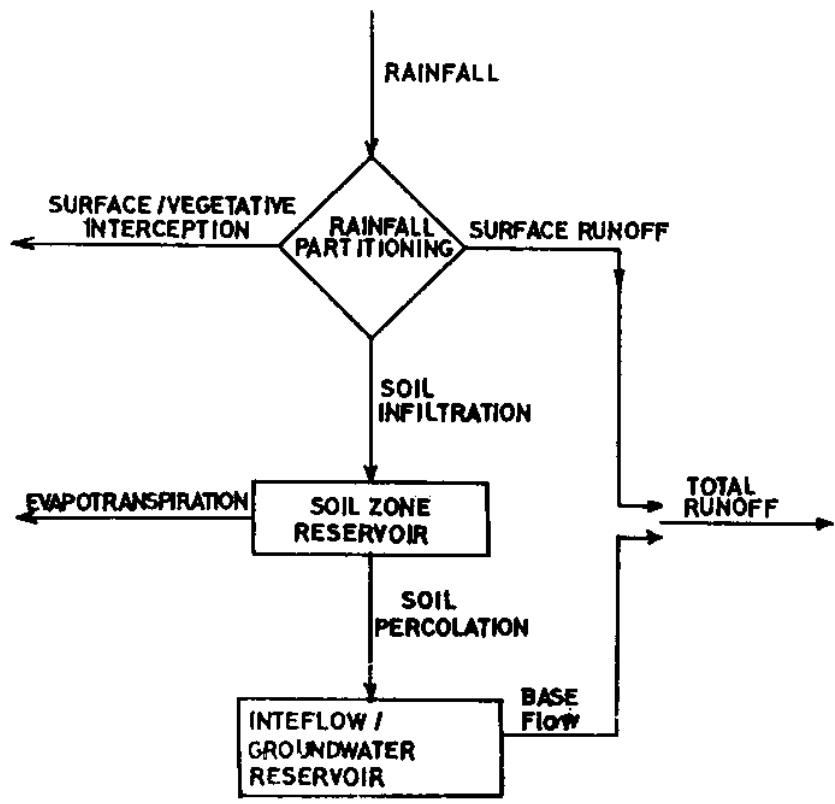 RAINFALL
SURFACE/VEGETATIVE
INTERCEPTION
RAINFALL
PARTITIONING
SURFACE RUNOFF
SOIL
INFILTRATION
EVAPOTRANSPIRATION
SOIL ZONE
RESERVOIR
TOTAL
RUNOFF
SOIL
PERCOLATION
BASE
Flow
INTEFLOW/
GROUNDWATER
RESERVOIR